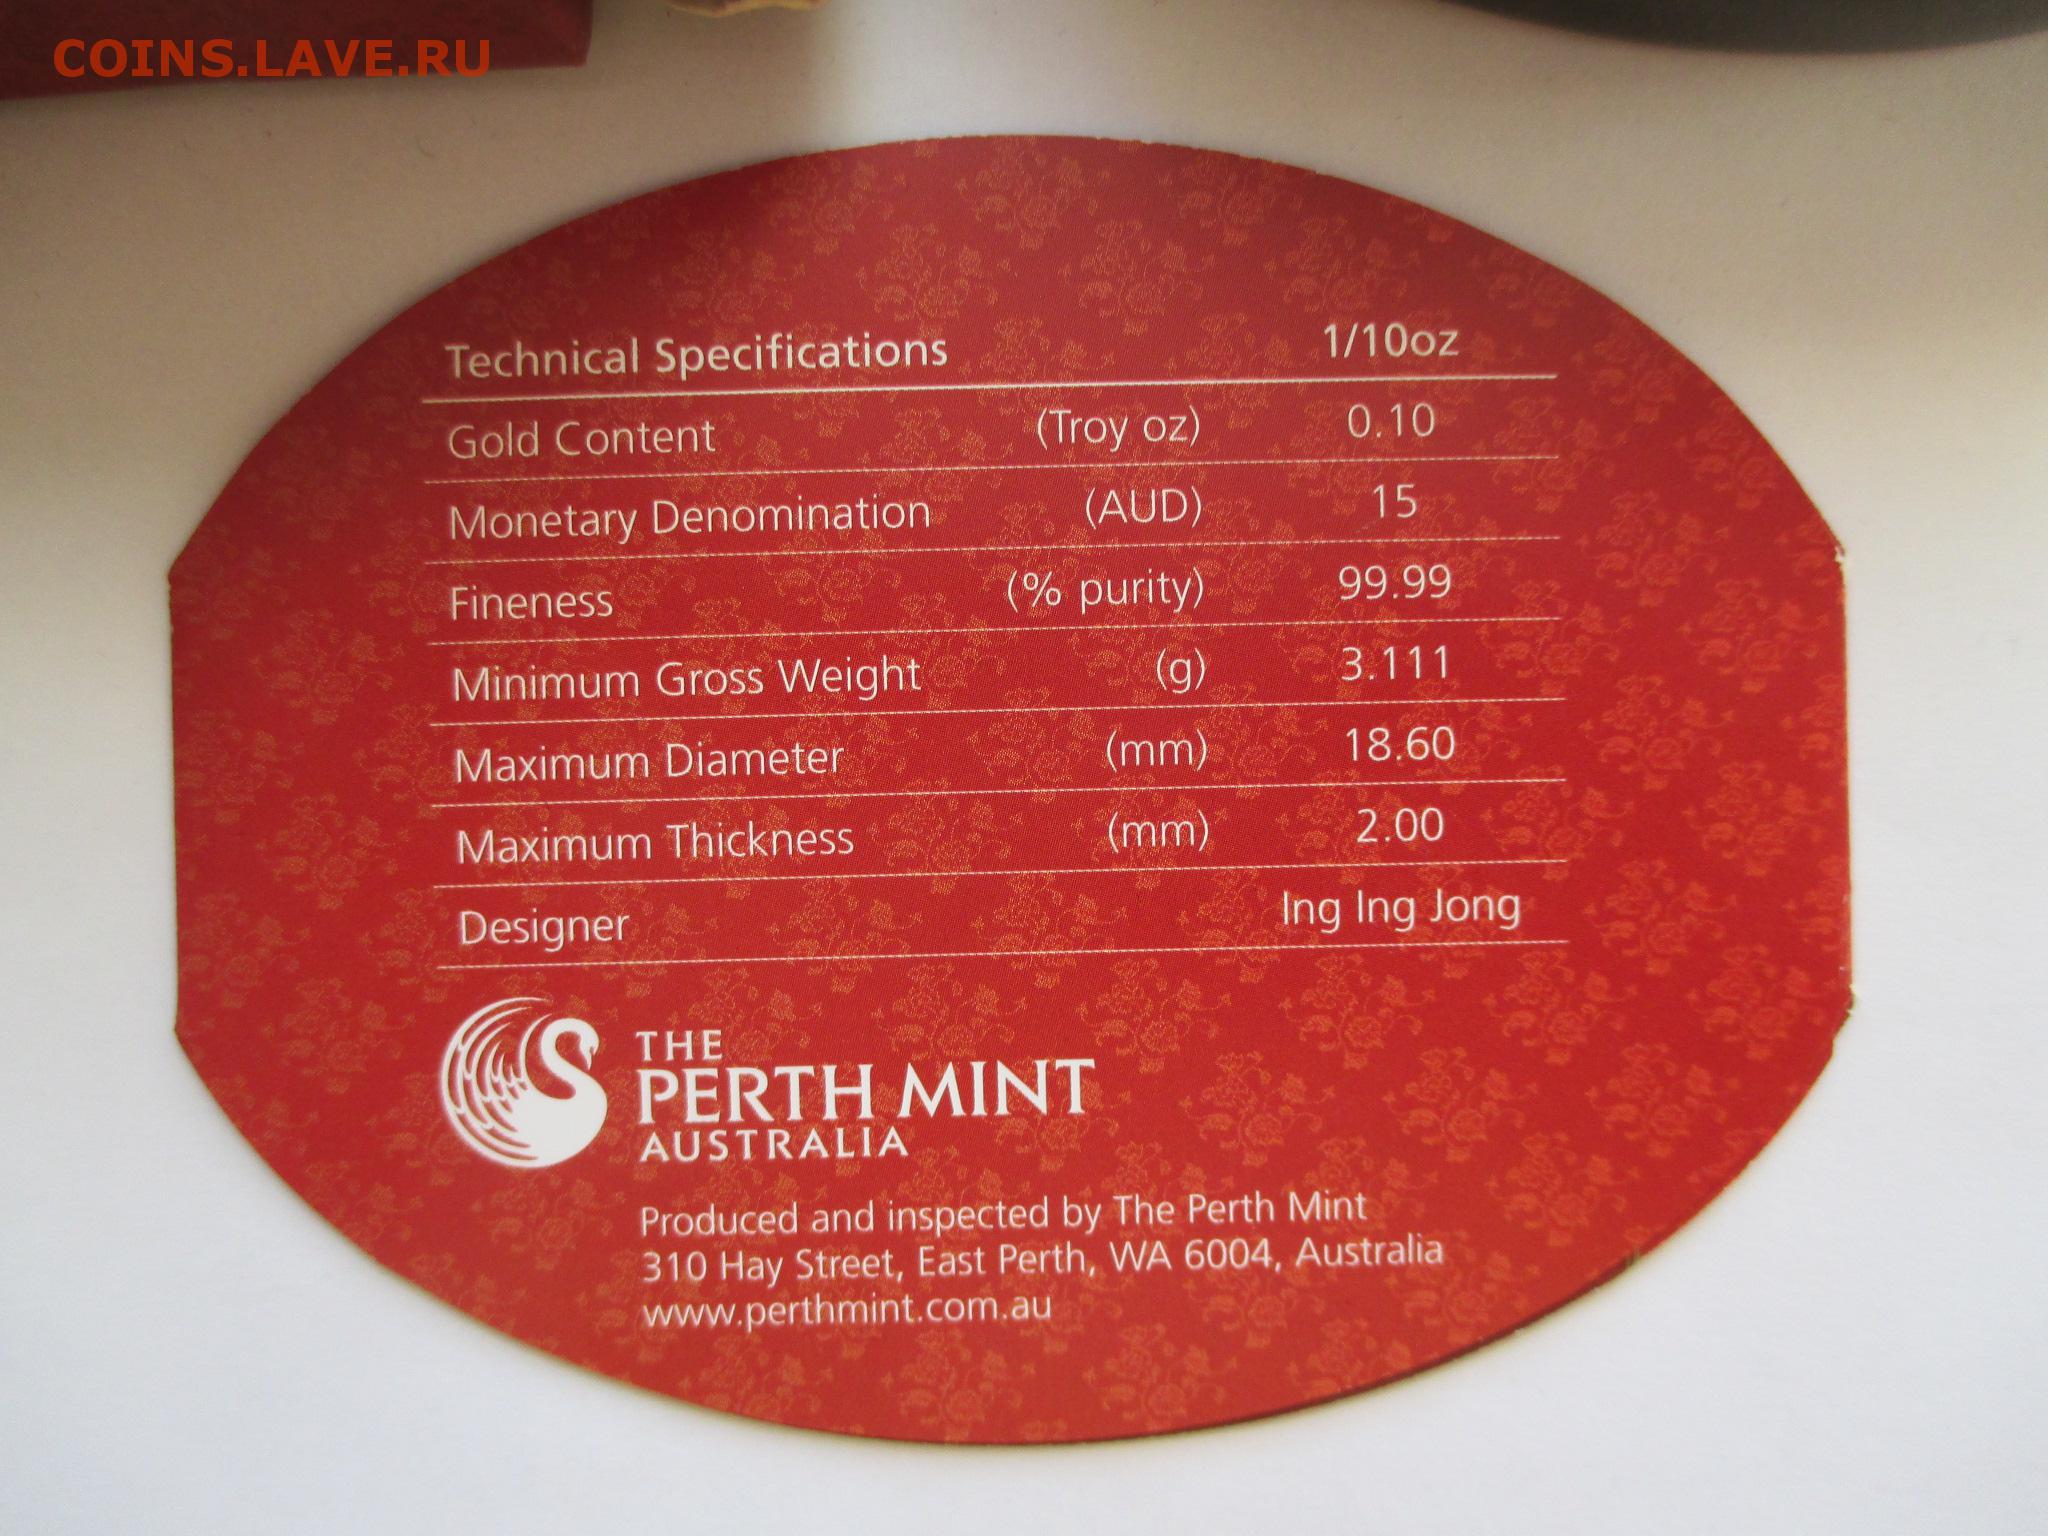 COINS.LAVE.RU
Technical Specifications 1/10oz
Gold Content (Troy oz) 0.10
Monetary Denomination (AUD) 15
Fineness (% purity) 99.99
Minimum Gross Weight (g) 3.111
Maximum Diameter (mm) 18.60
Maximum Thickness (mm) 2.00
Designer Ing Ing Jong
THE
PERTH MINT
AUSTRALIA
Produced and inspected by The Perth Mint
310 Hay Street, East Perth, WA 6004, Australia
www.perthmint.com.au